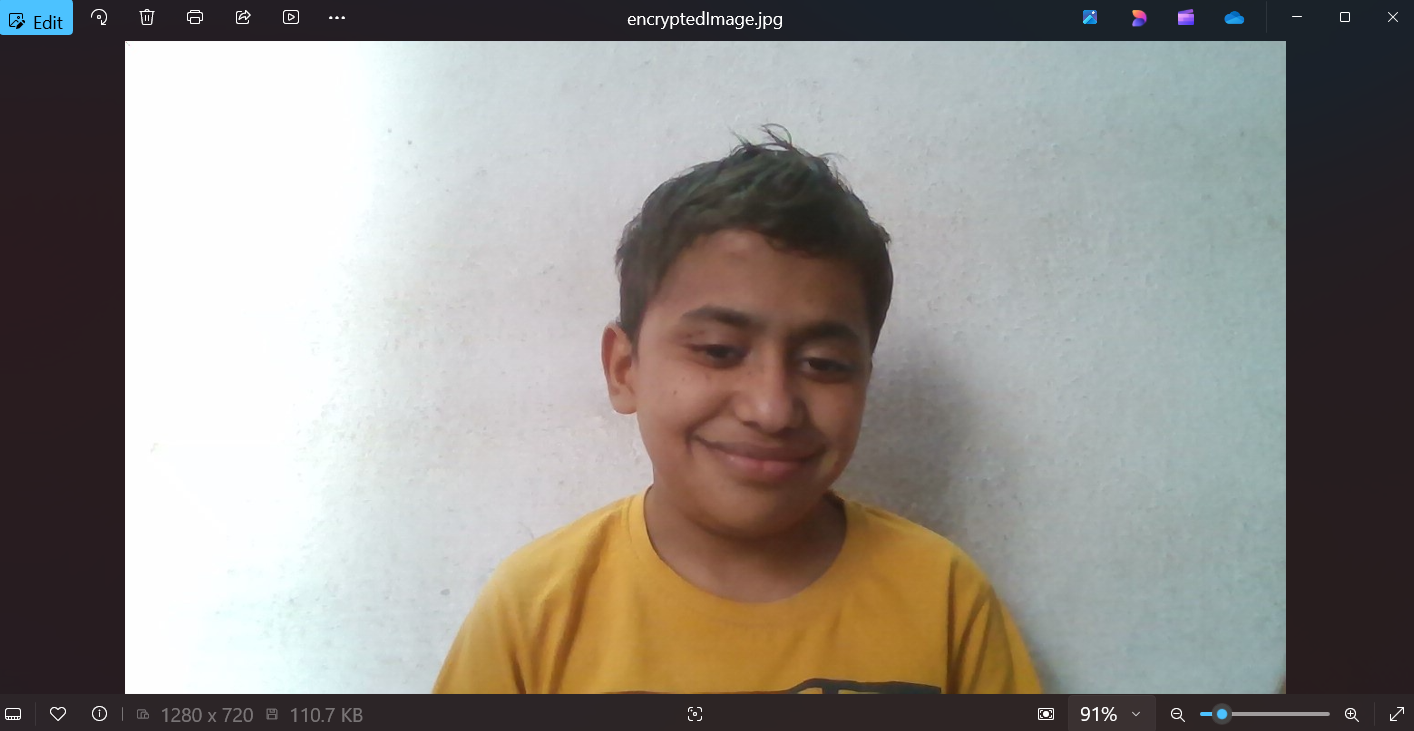 Edit
encryptedImage.jpg
1280 x 720
110.7 KB
91%